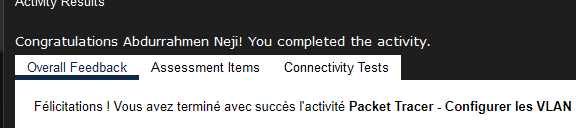 Activity Results
Congratulations Abdurrahmen Neji! You completed the activity.
Overall Feedback Assessment Items Connectivity Tests
Félicitations ! Vous avez terminé avec succès l'activité Packet Tracer - Configurer les VLAN